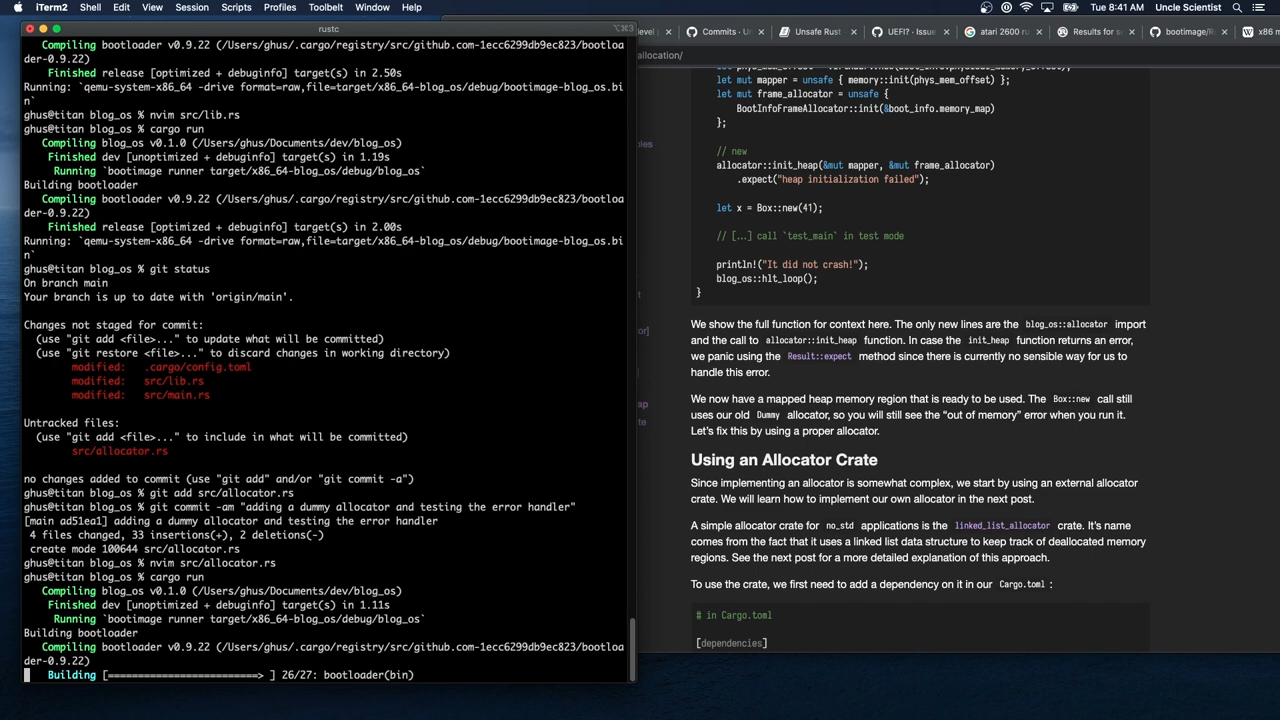 iTerm2 Shell Edit View Session Scripts Profiles Toolbelt Window Help
Tue 8:41 AM Uncle Scientist
rustc
⌥⌘3
Compiling bootloader v0.9.22 (/Users/ghus/.cargo/registry/src/github.com-1ecc6299db9ec823/bootlo
der-0.9.22)
Finished release [optimized + debuginfo] target(s) in 2.50s
Running: `qemu-system-x86_64 -drive format=raw,file=target/x86_64-blog_os/debug/bootimage-blog_os.bi
n`
ghus@titan blog_os % nvim src/lib.rs
ghus@titan blog_os % cargo run
Compiling blog_os v0.1.0 (/Users/ghus/Documents/dev/blog_os)
Finished dev [unoptimized + debuginfo] target(s) in 1.19s
Running `bootimage runner target/x86_64-blog_os/debug/blog_os`
Building bootloader
Compiling bootloader v0.9.22 (/Users/ghus/.cargo/registry/src/github.com-1ecc6299db9ec823/bootloa
der-0.9.22)
Finished release [optimized + debuginfo] target(s) in 2.00s
Running: `qemu-system-x86_64 -drive format=raw,file=target/x86_64-blog_os/debug/bootimage-blog_os.bi
n`
ghus@titan blog_os % git status
On branch main
Your branch is up to date with 'origin/main'.
Changes not staged for commit:
(use "git add <file>..." to update what will be committed)
(use "git restore <file>..." to discard changes in working directory)
modified: .cargo/config.toml
modified: src/lib.rs
modified: src/main.rs
Untracked files:
(use "git add <file>..." to include in what will be committed)
src/allocator.rs
no changes added to commit (use "git add" and/or "git commit -a")
ghus@titan blog_os % git add src/allocator.rs
ghus@titan blog_os % git commit -am "adding a dummy allocator and testing the error handler"
[main ad51ea1] adding a dummy allocator and testing the error handler
4 files changed, 33 insertions(+), 2 deletions(-)
create mode 100644 src/allocator.rs
ghus@titan blog_os % nvim src/allocator.rs
ghus@titan blog_os % cargo run
Compiling blog_os v0.1.0 (/Users/ghus/Documents/dev/blog_os)
Finished dev [unoptimized + debuginfo] target(s) in 1.11s
Running `bootimage runner target/x86_64-blog_os/debug/blog_os`
Building bootloader
Compiling bootloader v0.9.22 (/Users/ghus/.cargo/registry/src/github.com-1ecc6299db9ec823/bootloa
der-0.9.22)
Building [==========================> ] 26/27: bootloader(bin)
Commits · Unsafe Rust UEFI? · Issue atari 2600 ru Results for s bootimage/R x86 m
allocation/
let mut mapper = unsafe { memory::init(phys_mem_offset) };
let mut frame_allocator = unsafe {
BootInfoFrameAllocator::init(&boot_info.memory_map)
};
// new
allocator::init_heap(&mut mapper, &mut frame_allocator)
.expect("heap initialization failed");
let x = Box::new(41);
// […] call `test_main` in test mode
println!("It did not crash!");
blog_os::hlt_loop();
}
We show the full function for context here. The only new lines are the blog_os::allocator import
and the call to allocator::init_heap function. In case the init_heap function returns an error,
we panic using the Result::expect method since there is currently no sensible way for us to
handle this error.
We now have a mapped heap memory region that is ready to be used. The Box::new call still
uses our old Dummy allocator, so you will still see the “out of memory” error when you run it.
Let’s fix this by using a proper allocator.
Using an Allocator Crate
Since implementing an allocator is somewhat complex, we start by using an external allocator
crate. We will learn how to implement our own allocator in the next post.
A simple allocator crate for no_std applications is the linked_list_allocator crate. It’s name
comes from the fact that it uses a linked list data structure to keep track of deallocated memory
regions. See the next post for a more detailed explanation of this approach.
To use the crate, we first need to add a dependency on it in our Cargo.toml :
# in Cargo.toml
[dependencies]